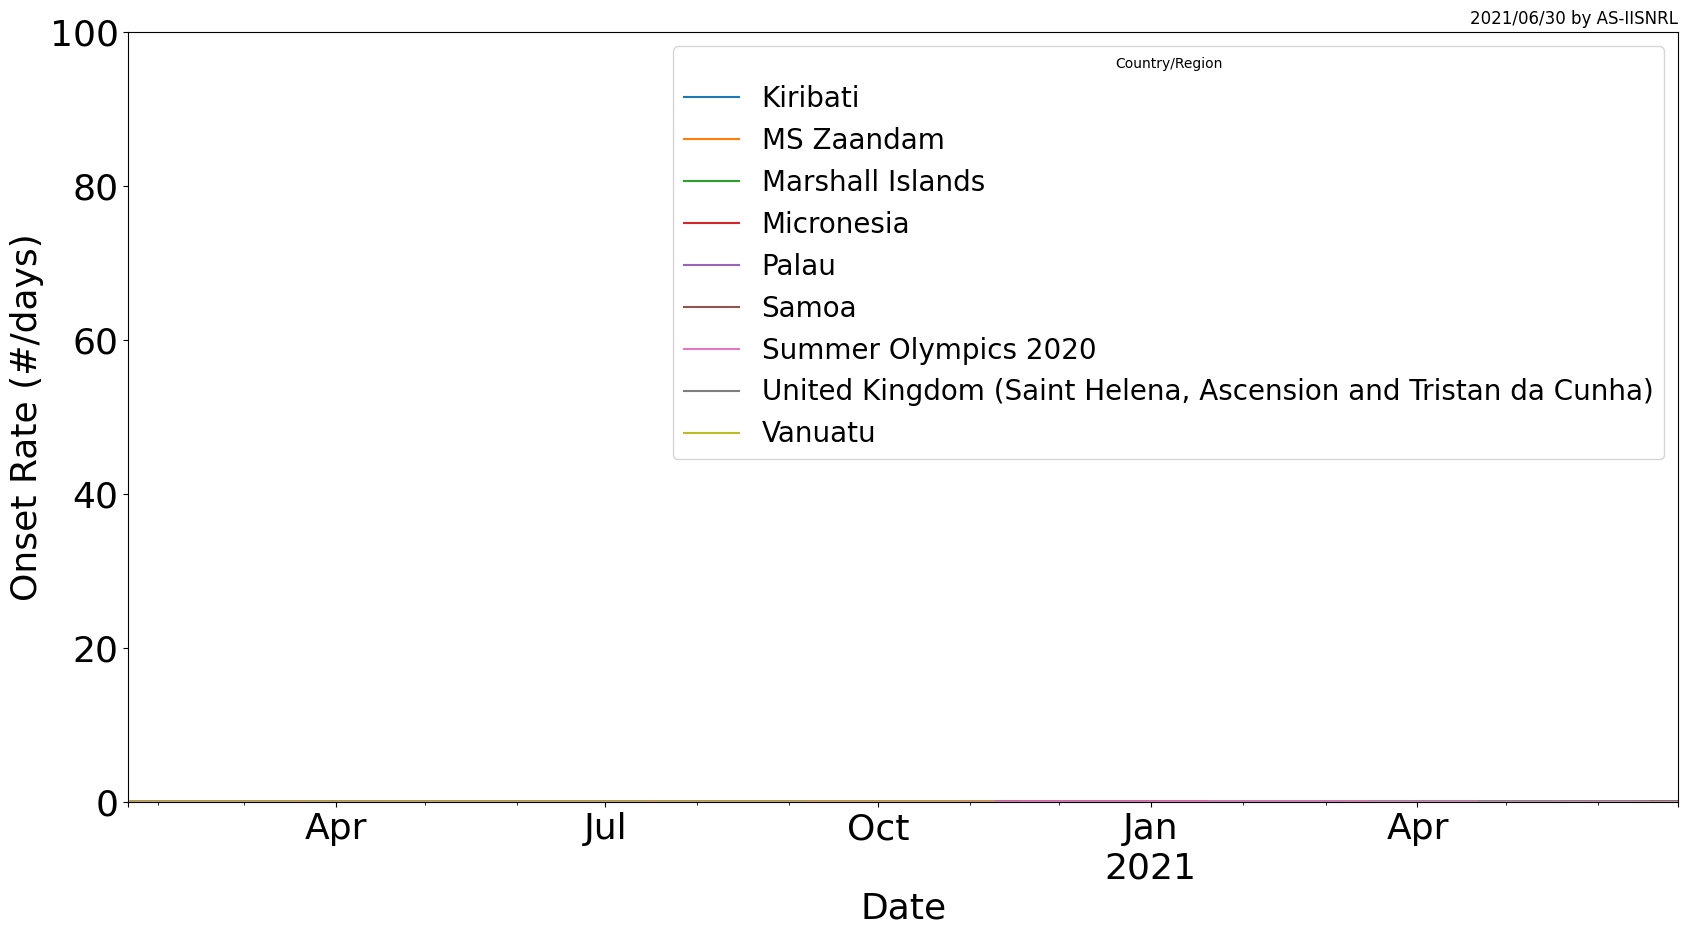 2021/06/30 by AS-IISNRL
100
80
60
40
20
0
Onset Rate (#/days)
Country/Region
Kiribati
MS Zaandam
Marshall Islands
Micronesia
Palau
Samoa
Summer Olympics 2020
United Kingdom (Saint Helena, Ascension and Tristan da Cunha)
Vanuatu
Apr Jul Oct Jan Apr
2021
Date